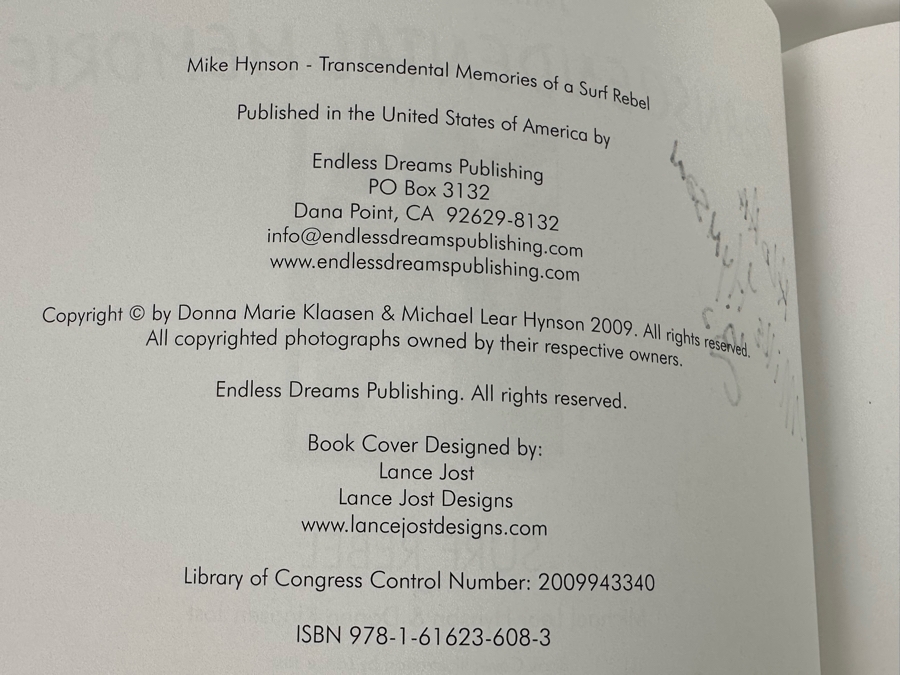 Mike Hynson - Transcendental Memories of a Surf Rebel
Published in the United States of America by
Endless Dreams Publishing
PO Box 3132
Dana Point, CA 92629-8132
info@endlessdreamspublishing.com
www.endlessdreamspublishing.com
Copyright © by Donna Marie Klaasen & Michael Lear Hynson 2009. All rights reserved.
All copyrighted photographs owned by their respective owners.
Endless Dreams Publishing. All rights reserved.
Book Cover Designed by:
Lance Jost
Lance Jost Designs
www.lancejostdesigns.com
Library of Congress Control Number: 2009943340
ISBN 978-1-61623-608-3